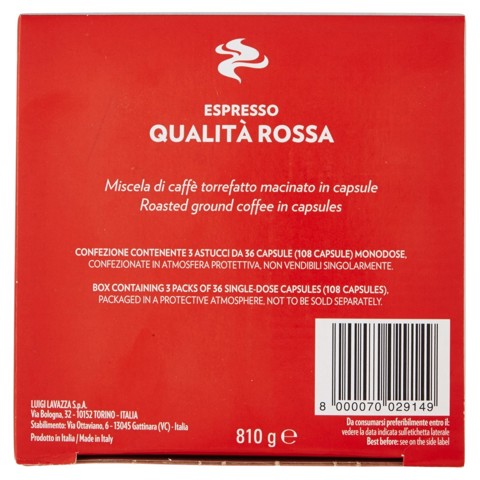 ESPRESSO
QUALITÀ ROSSA
Miscela di caffè torrefatto macinato in capsule
Roasted ground coffee in capsules
CONFEZIONE CONTENENTE 3 ASTUCCI DA 36 CAPSULE (108 CAPSULE) MONODOSE,
CONFEZIONATE IN ATMOSFERA PROTETTIVA, NON VENDIBILI SINGOLARMENTE.
BOX CONTAINING 3 PACKS OF 36 SINGLE-DOSE CAPSULES (108 CAPSULES),
PACKAGED IN A PROTECTIVE ATMOSPHERE, NOT TO BE SOLD SEPARATELY.
LUIGI LAVAZZA S.p.A.
Via Bologna, 32 - 10152 TORINO - ITALIA
Stabilimento: Via Ottaviano, 6 - 13045 Gattinara (VC) - Italia
Prodotto in Italia / Made in Italy
810 g e
8 000070 029149
Da consumarsi preferibilmente entro il:
vedere la data indicata sull'etichetta laterale
Best before: see on the side label